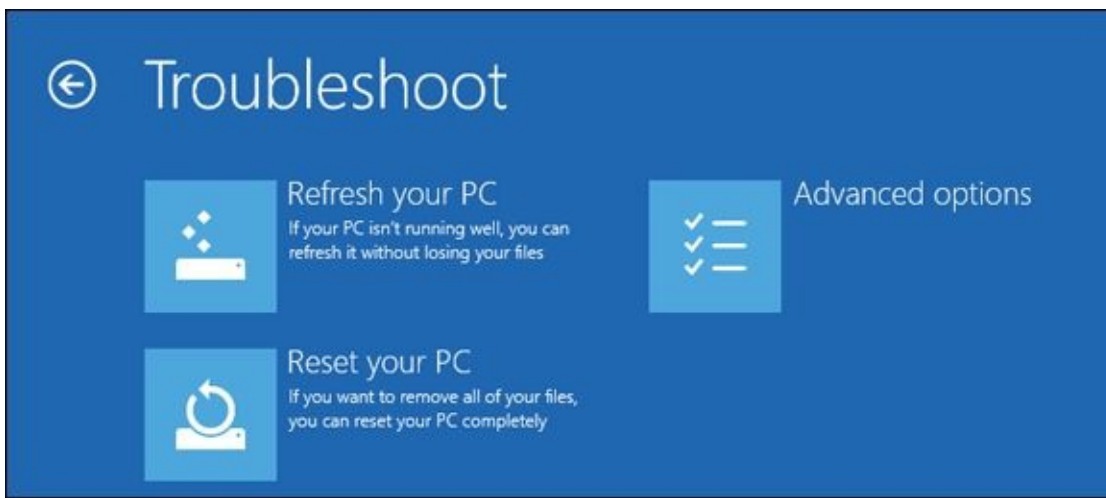 Troubleshoot
Refresh your PC
If your PC isn't running well, you can
refresh it without losing your files
Advanced options
Reset your PC
If you want to remove all of your files,
you can reset your PC completely